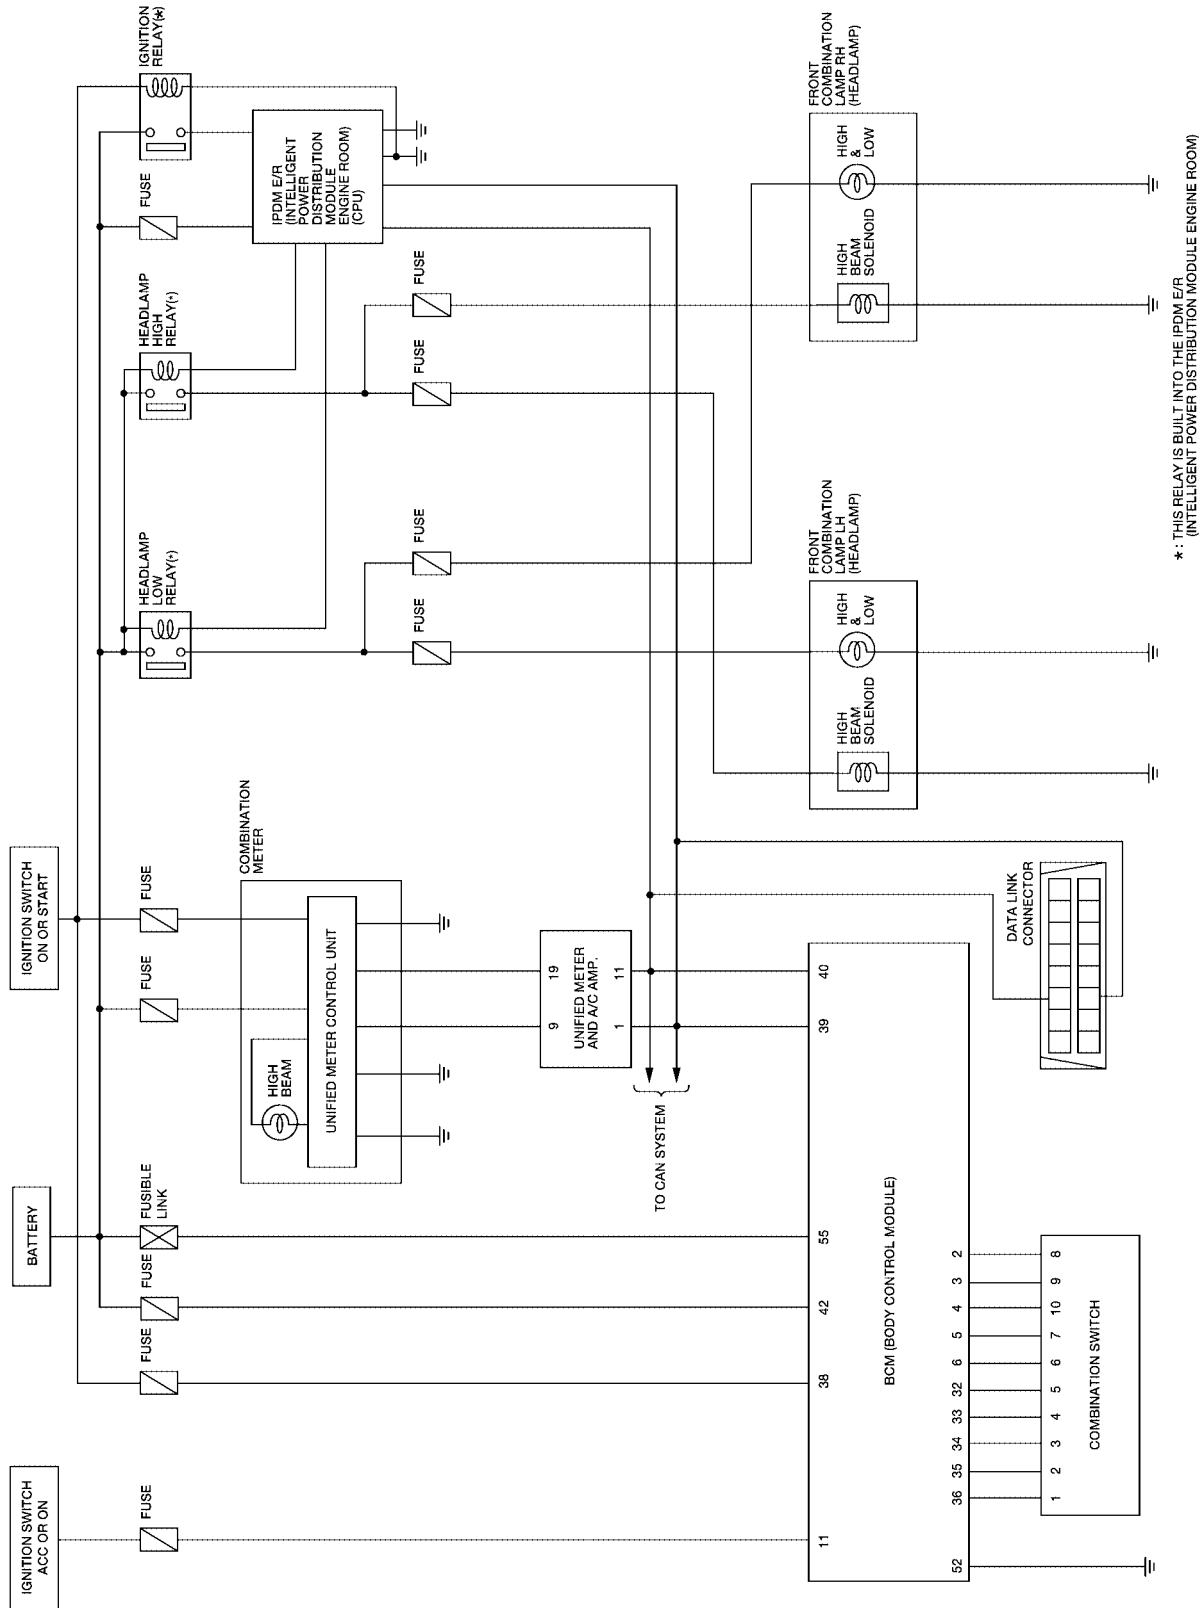 IGNITION SWITCH
ACC OR ON
BATTERY
IGNITION SWITCH
ON OR START
FUSE
FUSE
FUSE
FUSIBLE
LINK
FUSE
FUSE
HEADLAMP
LOW
RELAY(*)
HEADLAMP
HIGH
RELAY(*)
FUSE
IGNITION
RELAY(*)
COMBINATION
METER
HIGH
BEAM
UNIFIED METER CONTROL UNIT
IPDM E/R
(INTELLIGENT
POWER
DISTRIBUTION
MODULE
ENGINE ROOM)
(CPU)
FUSE
FUSE
FUSE
FUSE
9
19
UNIFIED METER
AND A/C AMP.
1
11
TO CAN SYSTEM
11
38
42
55
39
40
BCM (BODY CONTROL MODULE)
52
36
35
34
33
32
6
5
4
3
2
1
2
3
4
5
6
7
10
9
8
COMBINATION SWITCH
DATA LINK
CONNECTOR
FRONT
COMBINATION
LAMP LH
(HEADLAMP)
HIGH
BEAM
SOLENOID
HIGH
&
LOW
FRONT
COMBINATION
LAMP RH
(HEADLAMP)
HIGH
BEAM
SOLENOID
HIGH
&
LOW
* : THIS RELAY IS BUILT INTO THE IPDM E/R
(INTELLIGENT POWER DISTRIBUTION MODULE ENGINE ROOM)